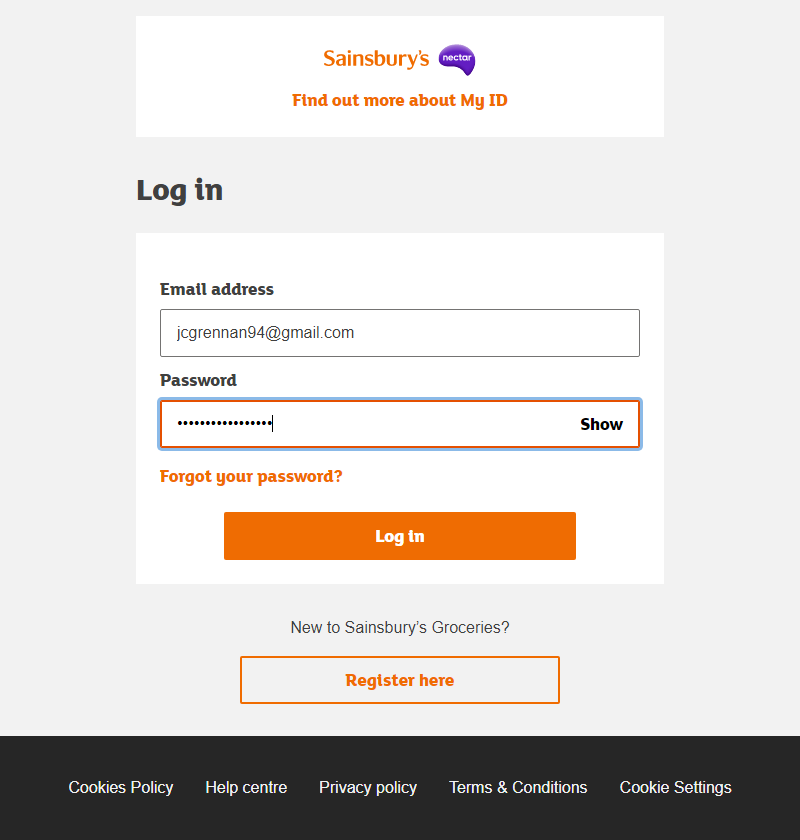 Sainsbury's nectar
Find out more about My ID
Log in
Email address
jcgrennan94@gmail.com
Password
•••••••••••••••••
Show
Forgot your password?
Log in
New to Sainsbury’s Groceries?
Register here
Cookies Policy Help centre Privacy policy Terms & Conditions Cookie Settings